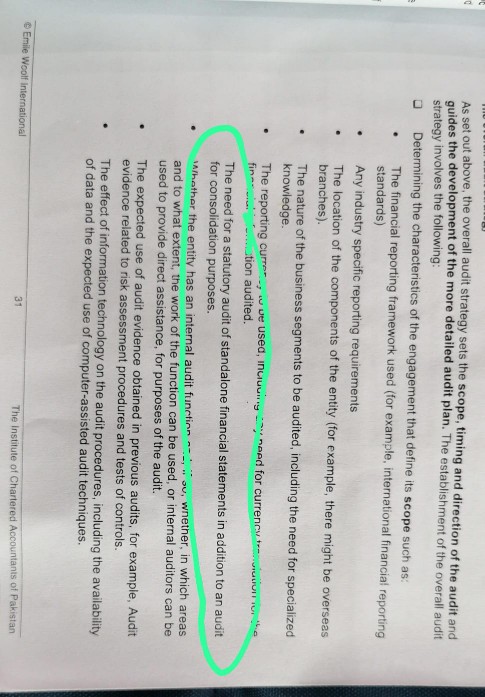 As set out above, the overall audit strategy sets the scope, timing and direction of the audit and
guides the development of the more detailed audit plan. The establishment of the overall audit
strategy involves the following:
❑ Determining the characteristics of the engagement that define its scope such as:
• The financial reporting framework used (for example, international financial reporting
standards)
• Any industry specific reporting requirements
• The location of the components of the entity (for example, there might be overseas
branches).
• The nature of the business segments to be audited, including the need for specialized
knowledge.
• The reporting to be used, need for currency the
tion audited.
The need for a statutory audit of standalone financial statements in addition to an audit
for consolidation purposes.
• Whether the entity has an internal audit function whether, in which areas
and to what extent, the work of the function can be used, or internal auditors can be
used to provide direct assistance, for purposes of the audit.
• The expected use of audit evidence obtained in previous audits, for example, Audit
evidence related to risk assessment procedures and tests of controls.
• The effect of information technology on the audit procedures, including the availability
of data and the expected use of computer-assisted audit techniques.
© Emile Woolf International 31 The Institute of Chartered Accountants of Pakistan